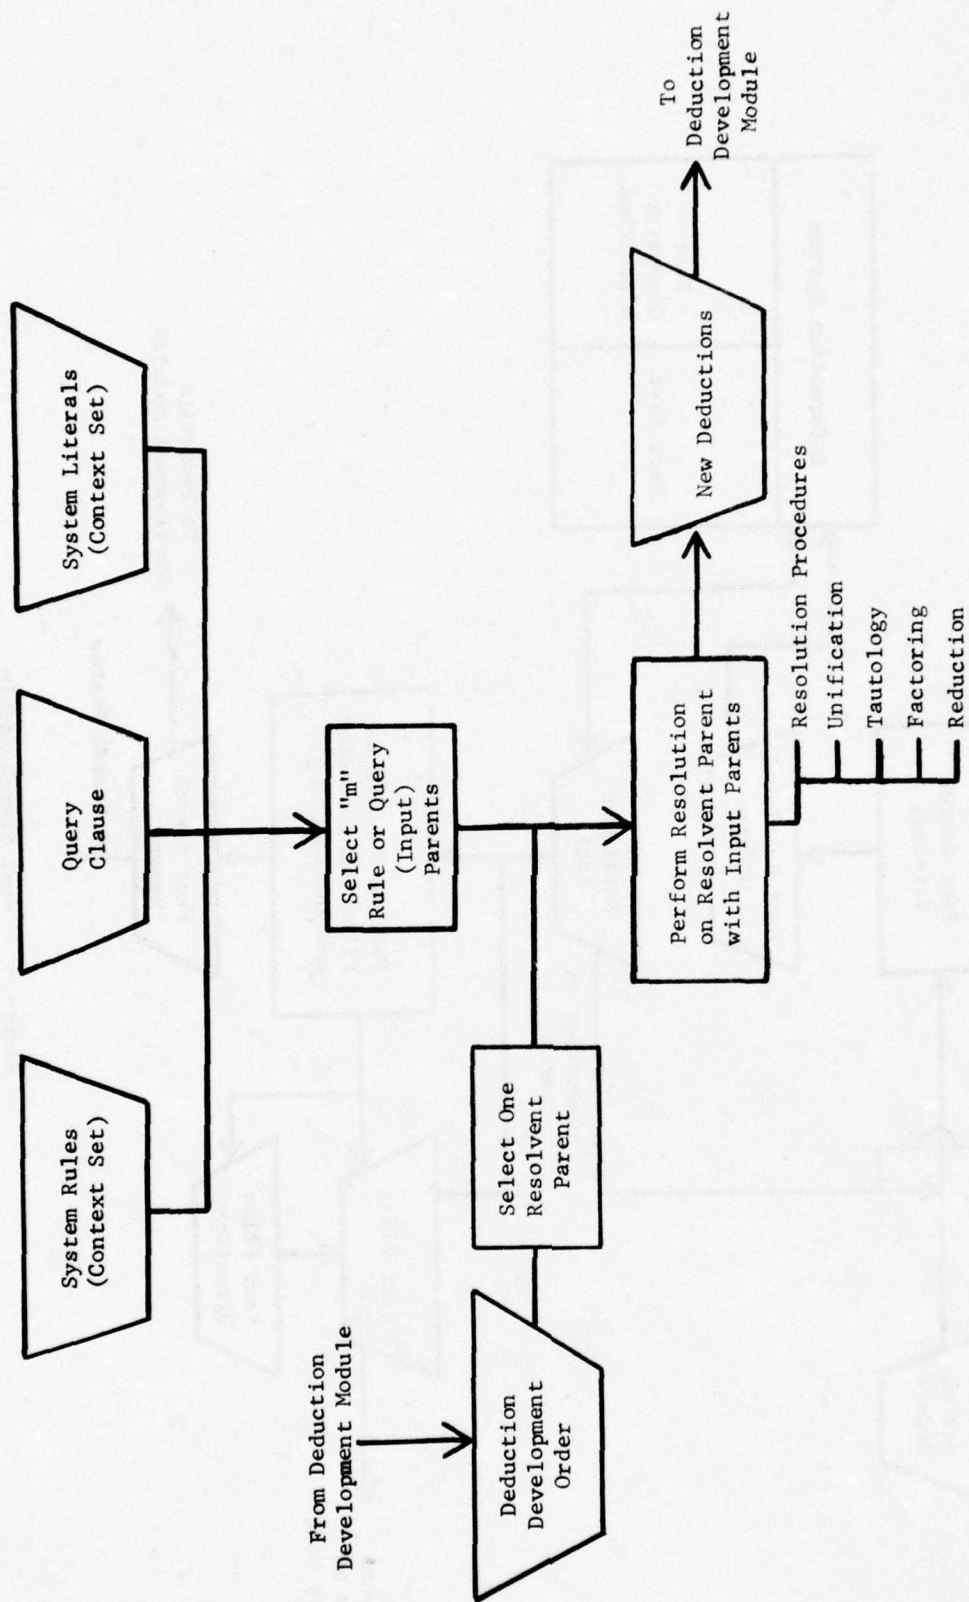 System Rules
(Context Set)
Query
Clause
System Literals
(Context Set)
From Deduction
Development Module
Select "m"
Rule or Query
(Input)
Parents
Deduction
Development
Order
Select One
Resolvent
Parent
Perform Resolution
on Resolvent Parent
with Input Parents
New Deductions
To
Deduction
Development
Module
Resolution Procedures
Unification
Tautology
Factoring
Reduction